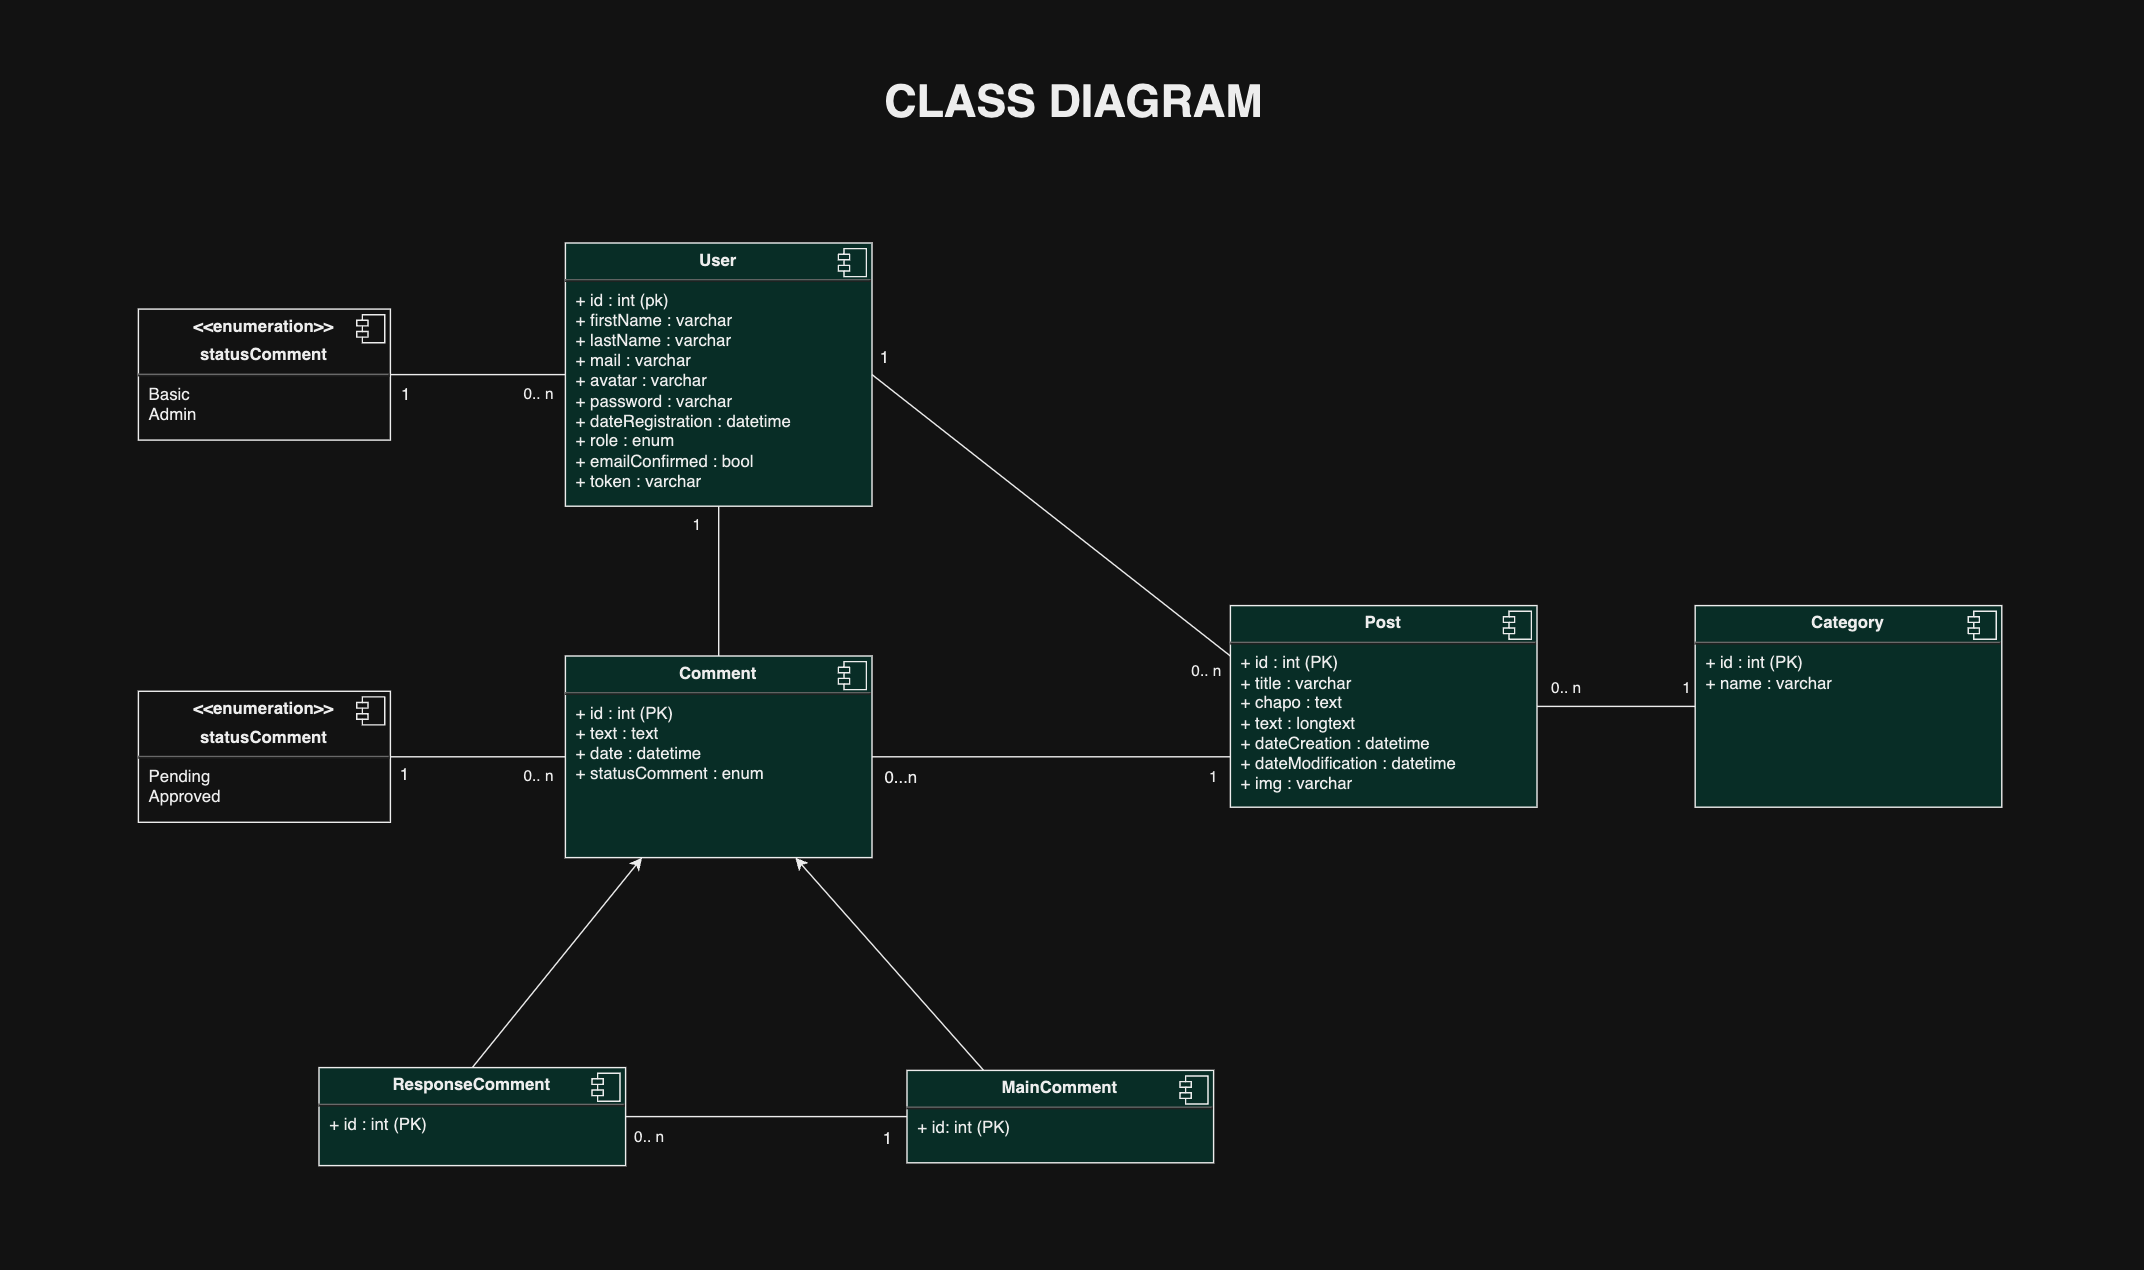 CLASS DIAGRAM
User
+ id : int (pk)
+ firstName : varchar
+ lastName : varchar
+ mail : varchar
+ avatar : varchar
+ password : varchar
+ dateRegistration : datetime
+ role : enum
+ emailConfirmed : bool
+ token : varchar
<<enumeration>>
statusComment
Basic
Admin
1
0.. n
1
1
0.. n
Post
+ id : int (PK)
+ title : varchar
+ chapo : text
+ text : longtext
+ dateCreation : datetime
+ dateModification : datetime
+ img : varchar
0.. n
1
Category
+ id : int (PK)
+ name : varchar
Comment
+ id : int (PK)
+ text : text
+ date : datetime
+ statusComment : enum
<<enumeration>>
statusComment
Pending
Approved
1
0.. n
0...n
1
ResponseComment
+ id : int (PK)
0.. n
1
MainComment
+ id: int (PK)